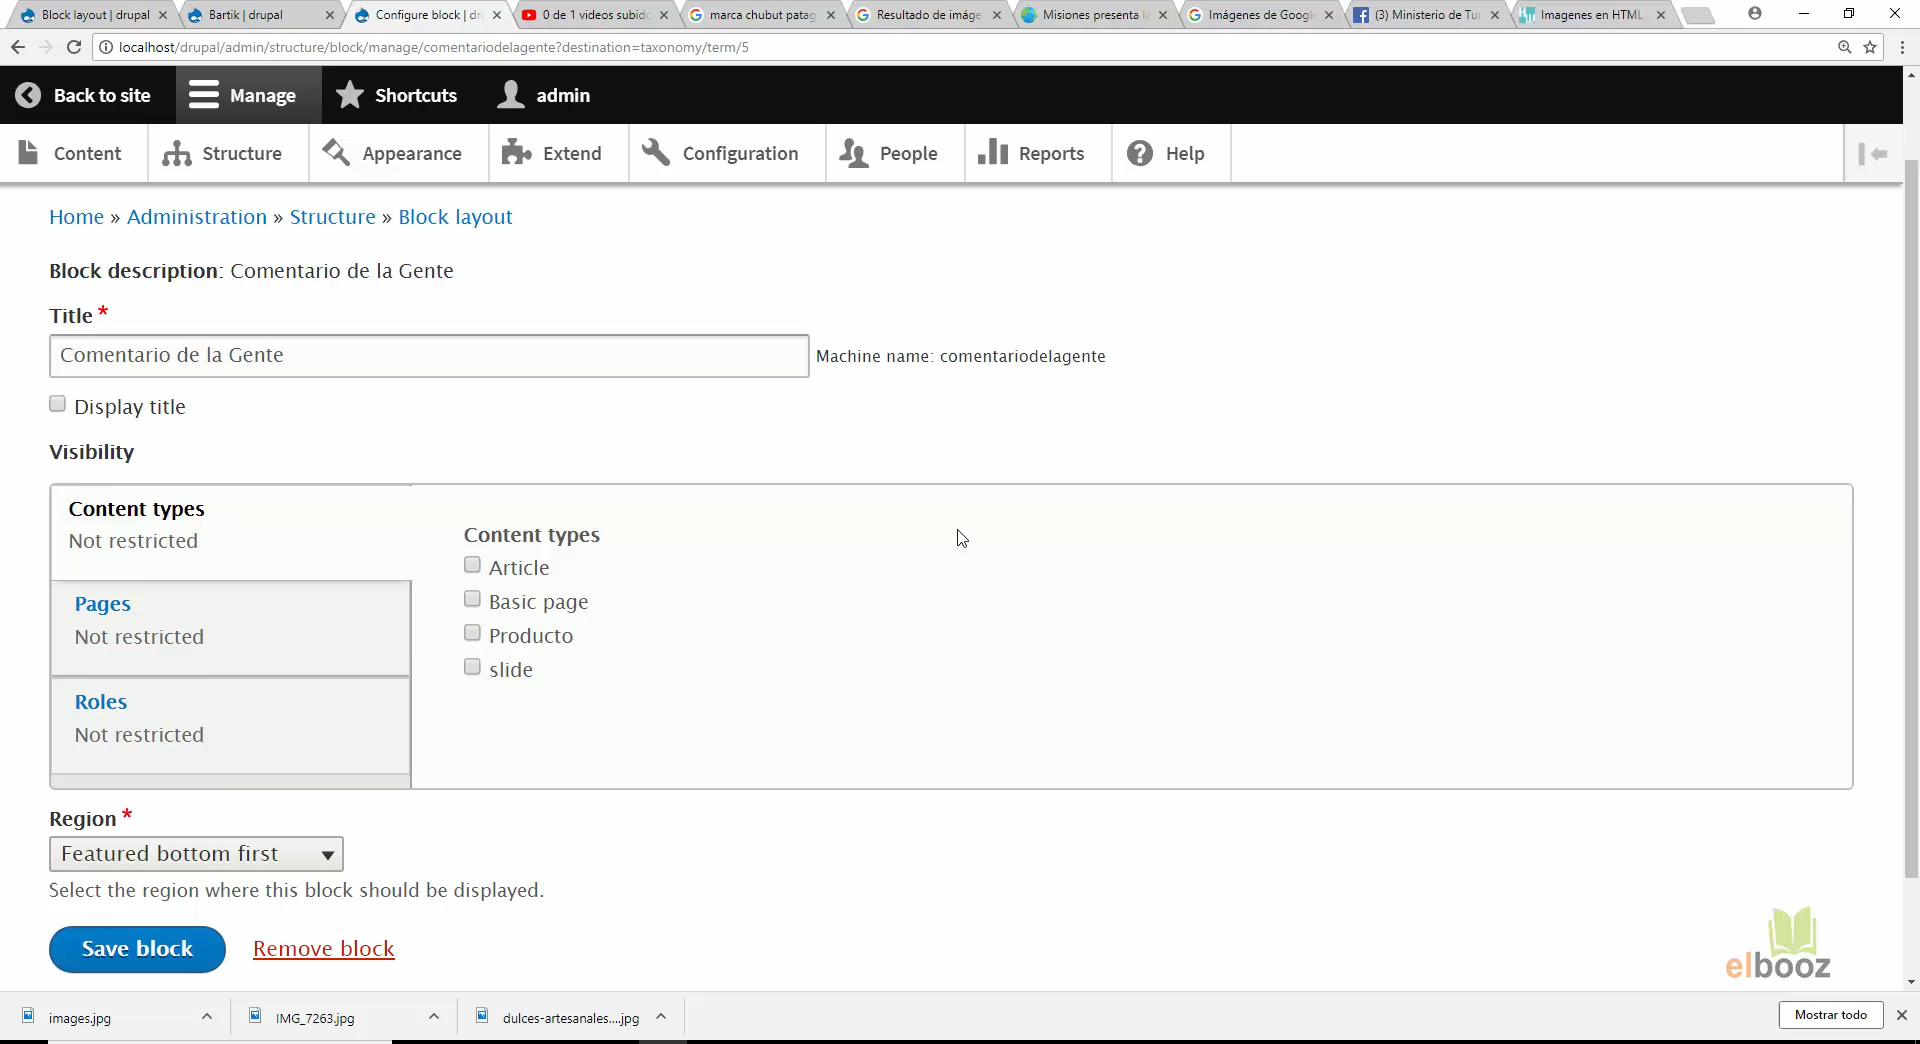 Block layout | drupal
Bartik | drupal
Configure block | dr
0 de 1 videos subido
marca chubut patag
Resultado de imáge
Misiones presenta la
Imágenes de Googl
(3) Ministerio de Tu
Imagenes en HTML
localhost/drupal/admin/structure/block/manage/comentariodelagente?destination=taxonomy/term/5
Back to site
Manage
Shortcuts
admin
Content
Structure
Appearance
Extend
Configuration
People
Reports
Help
Home » Administration » Structure » Block layout
Block description: Comentario de la Gente
Title *
Comentario de la Gente
Machine name: comentariodelagente
Display title
Visibility
Content types
Not restricted
Pages
Not restricted
Roles
Not restricted
Content types
Article
Basic page
Producto
slide
Region *
Featured bottom first
Select the region where this block should be displayed.
Save block
Remove block
elbooz
images.jpg
IMG_7263.jpg
dulces-artesanales....jpg
Mostrar todo